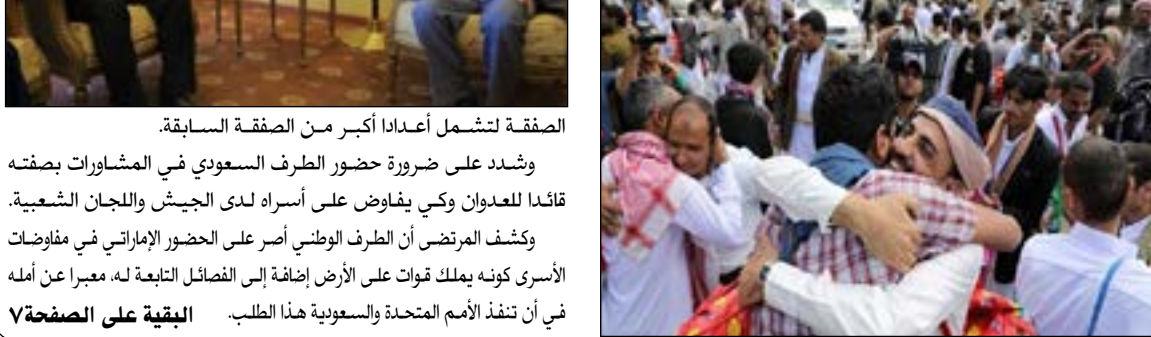 الصفقة لتشمل أعدادا أكبر من الصفقة السابقة.
وشدد على ضرورة حضور الطرف السعودي في المشاورات بصفته
قائدا للعدوان وكي يفاوض على أسراه لدى الجيش واللجان الشعبية.
وكشف المرتضى أن الطرف الوطني أصر على الحضور الإماراتي في مفاوضات
الأسرى كونه يملك قوات على الأرض إضافة إلى الفصائل التابعة له، معبرا عن أمله
في أن تنفذ الأمم المتحدة والسعودية هذا الطلب. البقية على الصفحة٧